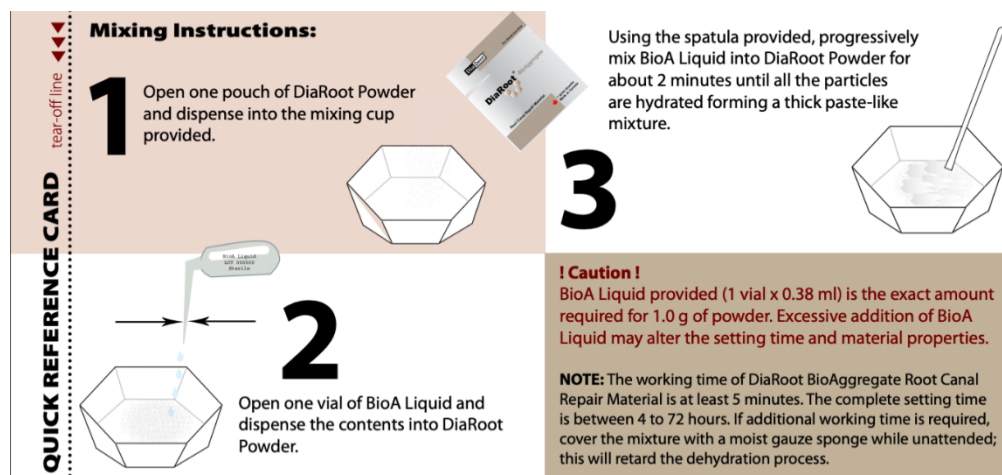 QUICK REFERENCE CARD
tear-off line
Mixing Instructions:
1
Open one pouch of DiaRoot Powder
and dispense into the mixing cup
provided.
DiaRoot
BioAggregate
BioA Liquid
Sterile
2
Open one vial of BioA Liquid and
dispense the contents into DiaRoot
Powder.
3
Using the spatula provided, progressively
mix BioA Liquid into DiaRoot Powder for
about 2 minutes until all the particles
are hydrated forming a thick paste-like
mixture.
! Caution !
BioA Liquid provided (1 vial x 0.38 ml) is the exact amount
required for 1.0 g of powder. Excessive addition of BioA
Liquid may alter the setting time and material properties.
NOTE: The working time of DiaRoot BioAggregate Root Canal
Repair Material is at least 5 minutes. The complete setting time
is between 4 to 72 hours. If additional working time is required,
cover the mixture with a moist gauze sponge while unattended;
this will retard the dehydration process.